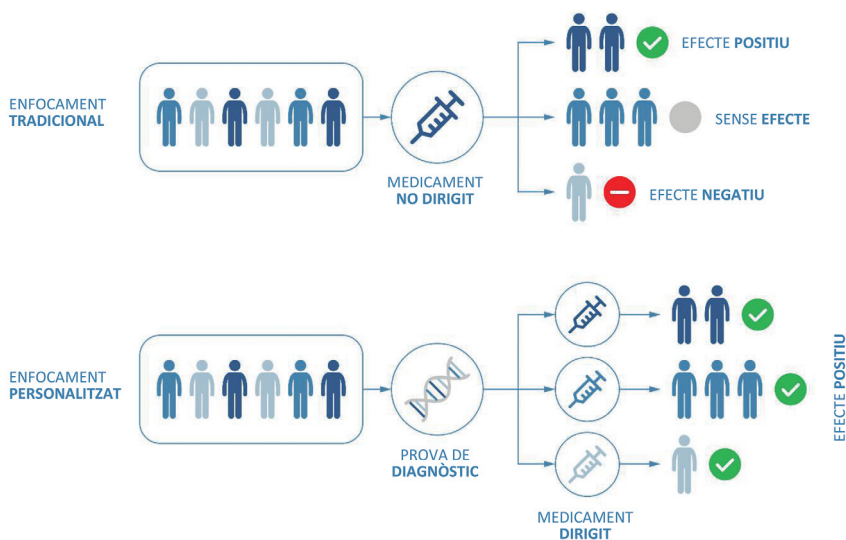 ENFOCAMENT
TRADICIONAL
MEDICAMENT
NO DIRIGIT
EFECTE POSITIU
SENSE EFECTE
EFECTE NEGATIU
ENFOCAMENT
PERSONALITZAT
PROVA DE
DIAGNÒSTIC
MEDICAMENT
DIRIGIT
EFECTE POSITIU